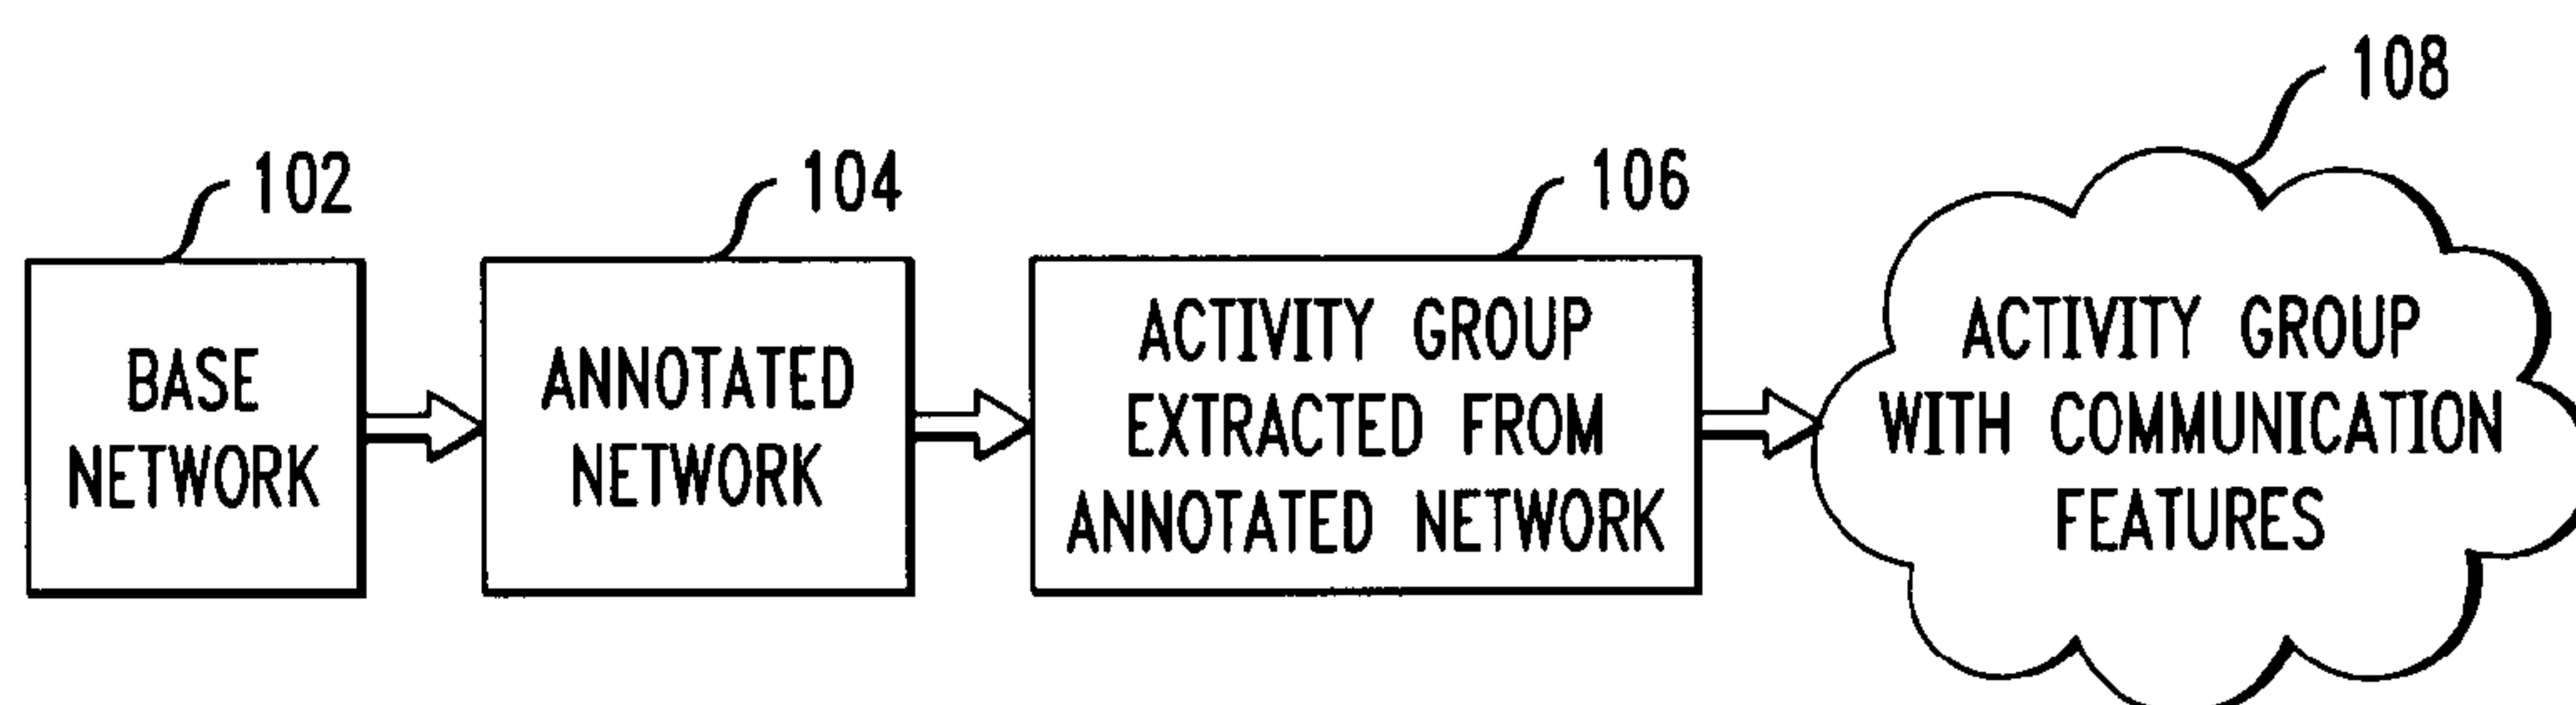 102
BASE
NETWORK
104
ANNOTATED
NETWORK
106
ACTIVITY GROUP
EXTRACTED FROM
ANNOTATED NETWORK
108
ACTIVITY GROUP
WITH COMMUNICATION
FEATURES